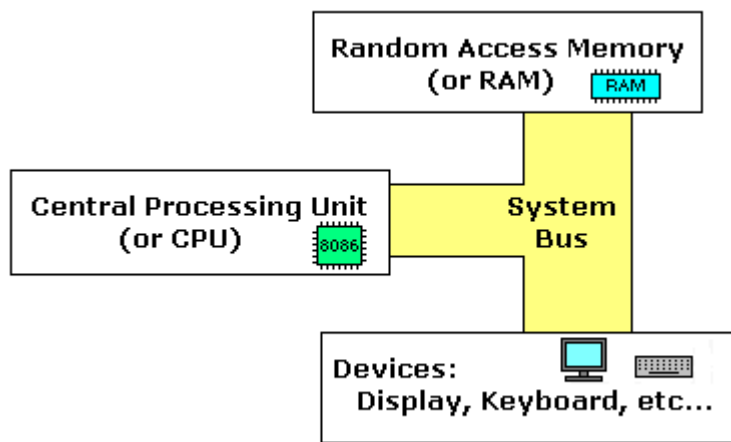 Random Access Memory
(or RAM)
RAM
Central Processing Unit
(or CPU)
8086
System
Bus
Devices:
Display, Keyboard, etc...